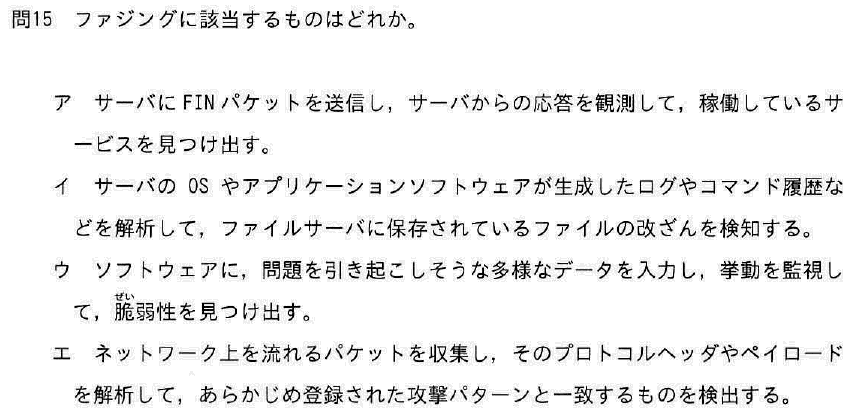 問15 ファジングに該当するものはどれか。
ア サーバに FIN パケットを送信し，サーバからの応答を観測して，稼働しているサ
ービスを見つけ出す。
イ サーバの OS やアプリケーションソフトウェアが生成したログやコマンド履歴な
どを解析して，ファイルサーバに保存されているファイルの改ざんを検知する。
ウ ソフトウェアに，問題を引き起こしそうな多様なデータを入力し，挙動を監視し
ぜい
て，脆弱性を見つけ出す。
エ ネットワーク上を流れるパケットを収集し，そのプロトコルヘッダやペイロード
を解析して，あらかじめ登録された攻撃パターンと一致するものを検出する。